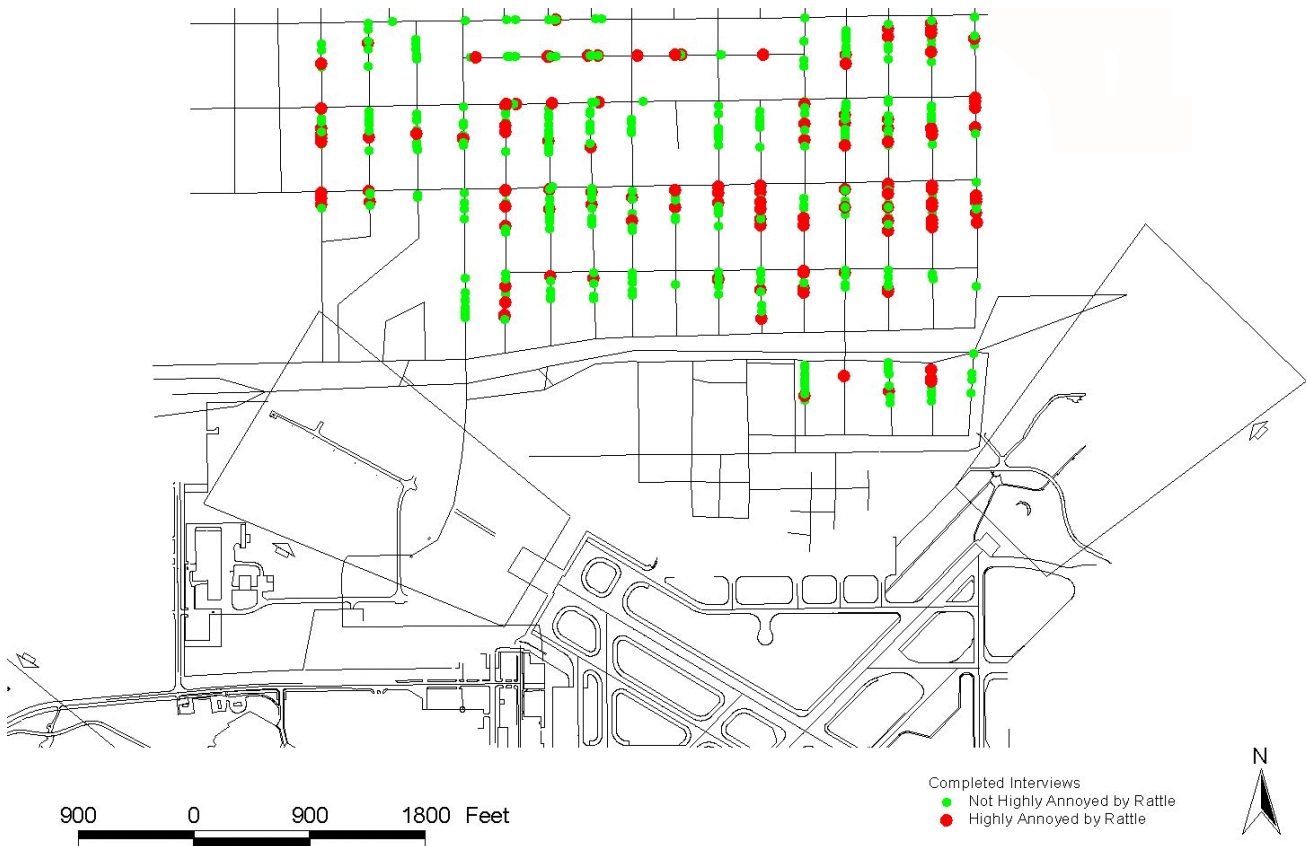 N
Completed Interviews
Not Highly Annoyed by Rattle
Highly Annoyed by Rattle
900 0 900 1800 Feet